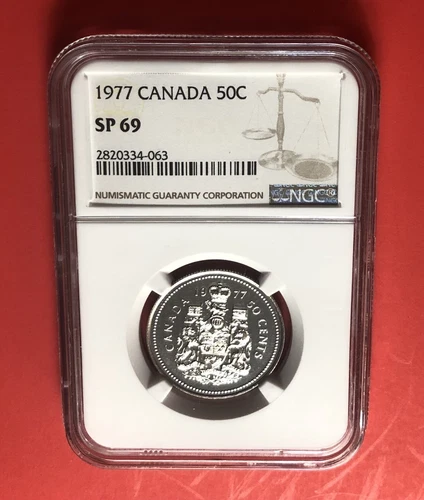 1977 CANADA 50C
SP 69
2820334-063
NUMISMATIC GUARANTY CORPORATION
NGC®
CANADA 1977 50 CENTS